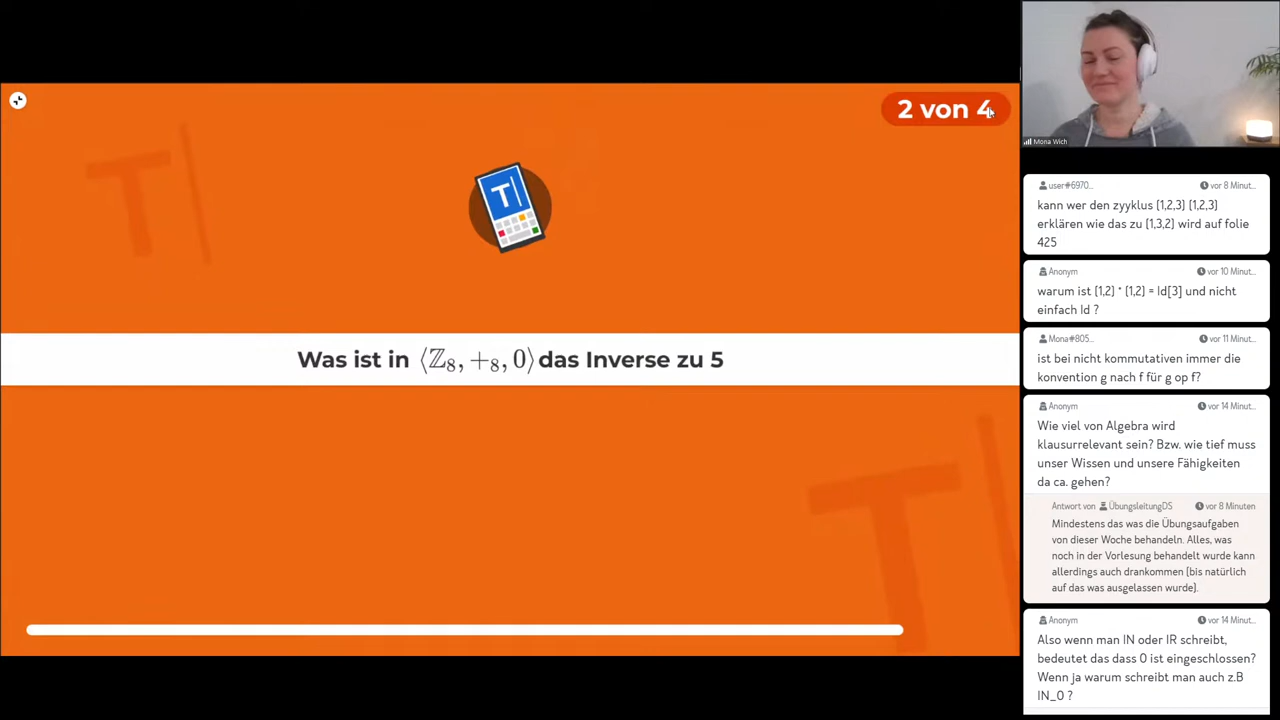 2 von 4
T
T
T
Was ist in ⟨ℤ₈, +₈, 0⟩ das Inverse zu 5
Mona Wich
user#6970... vor 8 Minut...
kann wer den zyyklus [1,2,3] [1,2,3]
erklären wie das zu [1,3,2] wird auf folie
425
Anonym vor 10 Minut...
warum ist [1,2] * [1,2] = Id[3] und nicht
einfach Id ?
Mona#805... vor 11 Minut...
ist bei nicht kommutativen immer die
konvention g nach f für g op f?
Anonym vor 14 Minut...
Wie viel von Algebra wird
klausurrelevant sein? Bzw. wie tief muss
unser Wissen und unsere Fähigkeiten
da ca. gehen?
Antwort von ÜbungsleitungDS vor 8 Minuten
Mindestens das was die Übungsaufgaben
von dieser Woche behandeln. Alles, was
noch in der Vorlesung behandelt wurde kann
allerdings auch drankommen [bis natürlich
auf das was ausgelassen wurde].
Anonym vor 14 Minut...
Also wenn man IN oder IR schreibt,
bedeutet das dass 0 ist eingeschlossen?
Wenn ja warum schreibt man auch z.B
IN_0 ?